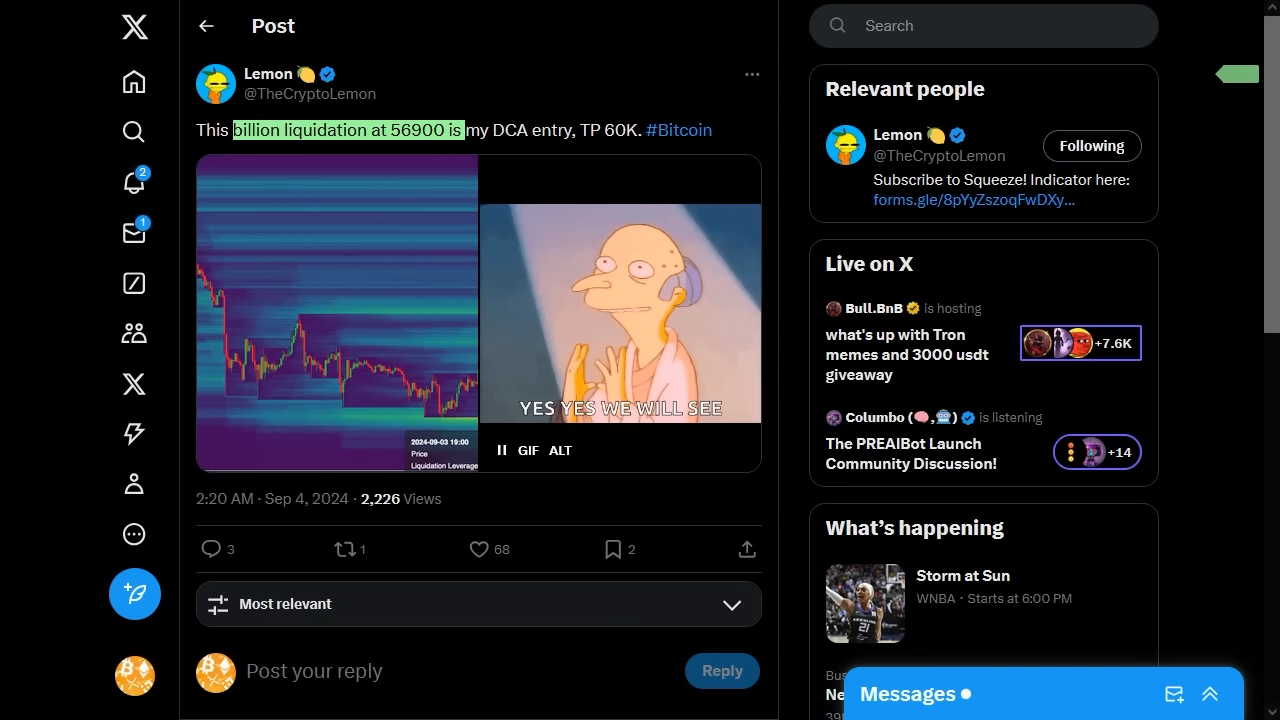 Post
Lemon 🍋
@TheCryptoLemon
This billion liquidation at 56900 is my DCA entry, TP 60K. #Bitcoin
2024-09-03 19:00
Price
Liquidation Leverage
YES YES WE WILL SEE
GIF ALT
2:20 AM · Sep 4, 2024 · 2,226 Views
3
1
68
2
Most relevant
Post your reply
Reply
2
1
Search
Relevant people
Lemon 🍋
@TheCryptoLemon
Following
Subscribe to Squeeze! Indicator here:
forms.gle/8pYyZszoqFwDXy…
Live on X
Bull.BnB is hosting
what's up with Tron
memes and 3000 usdt
giveaway
+7.6K
Columbo (🧠,🤖) is listening
The PREAIBot Launch
Community Discussion!
+14
What's happening
Storm at Sun
WNBA · Starts at 6:00 PM
21
Messages